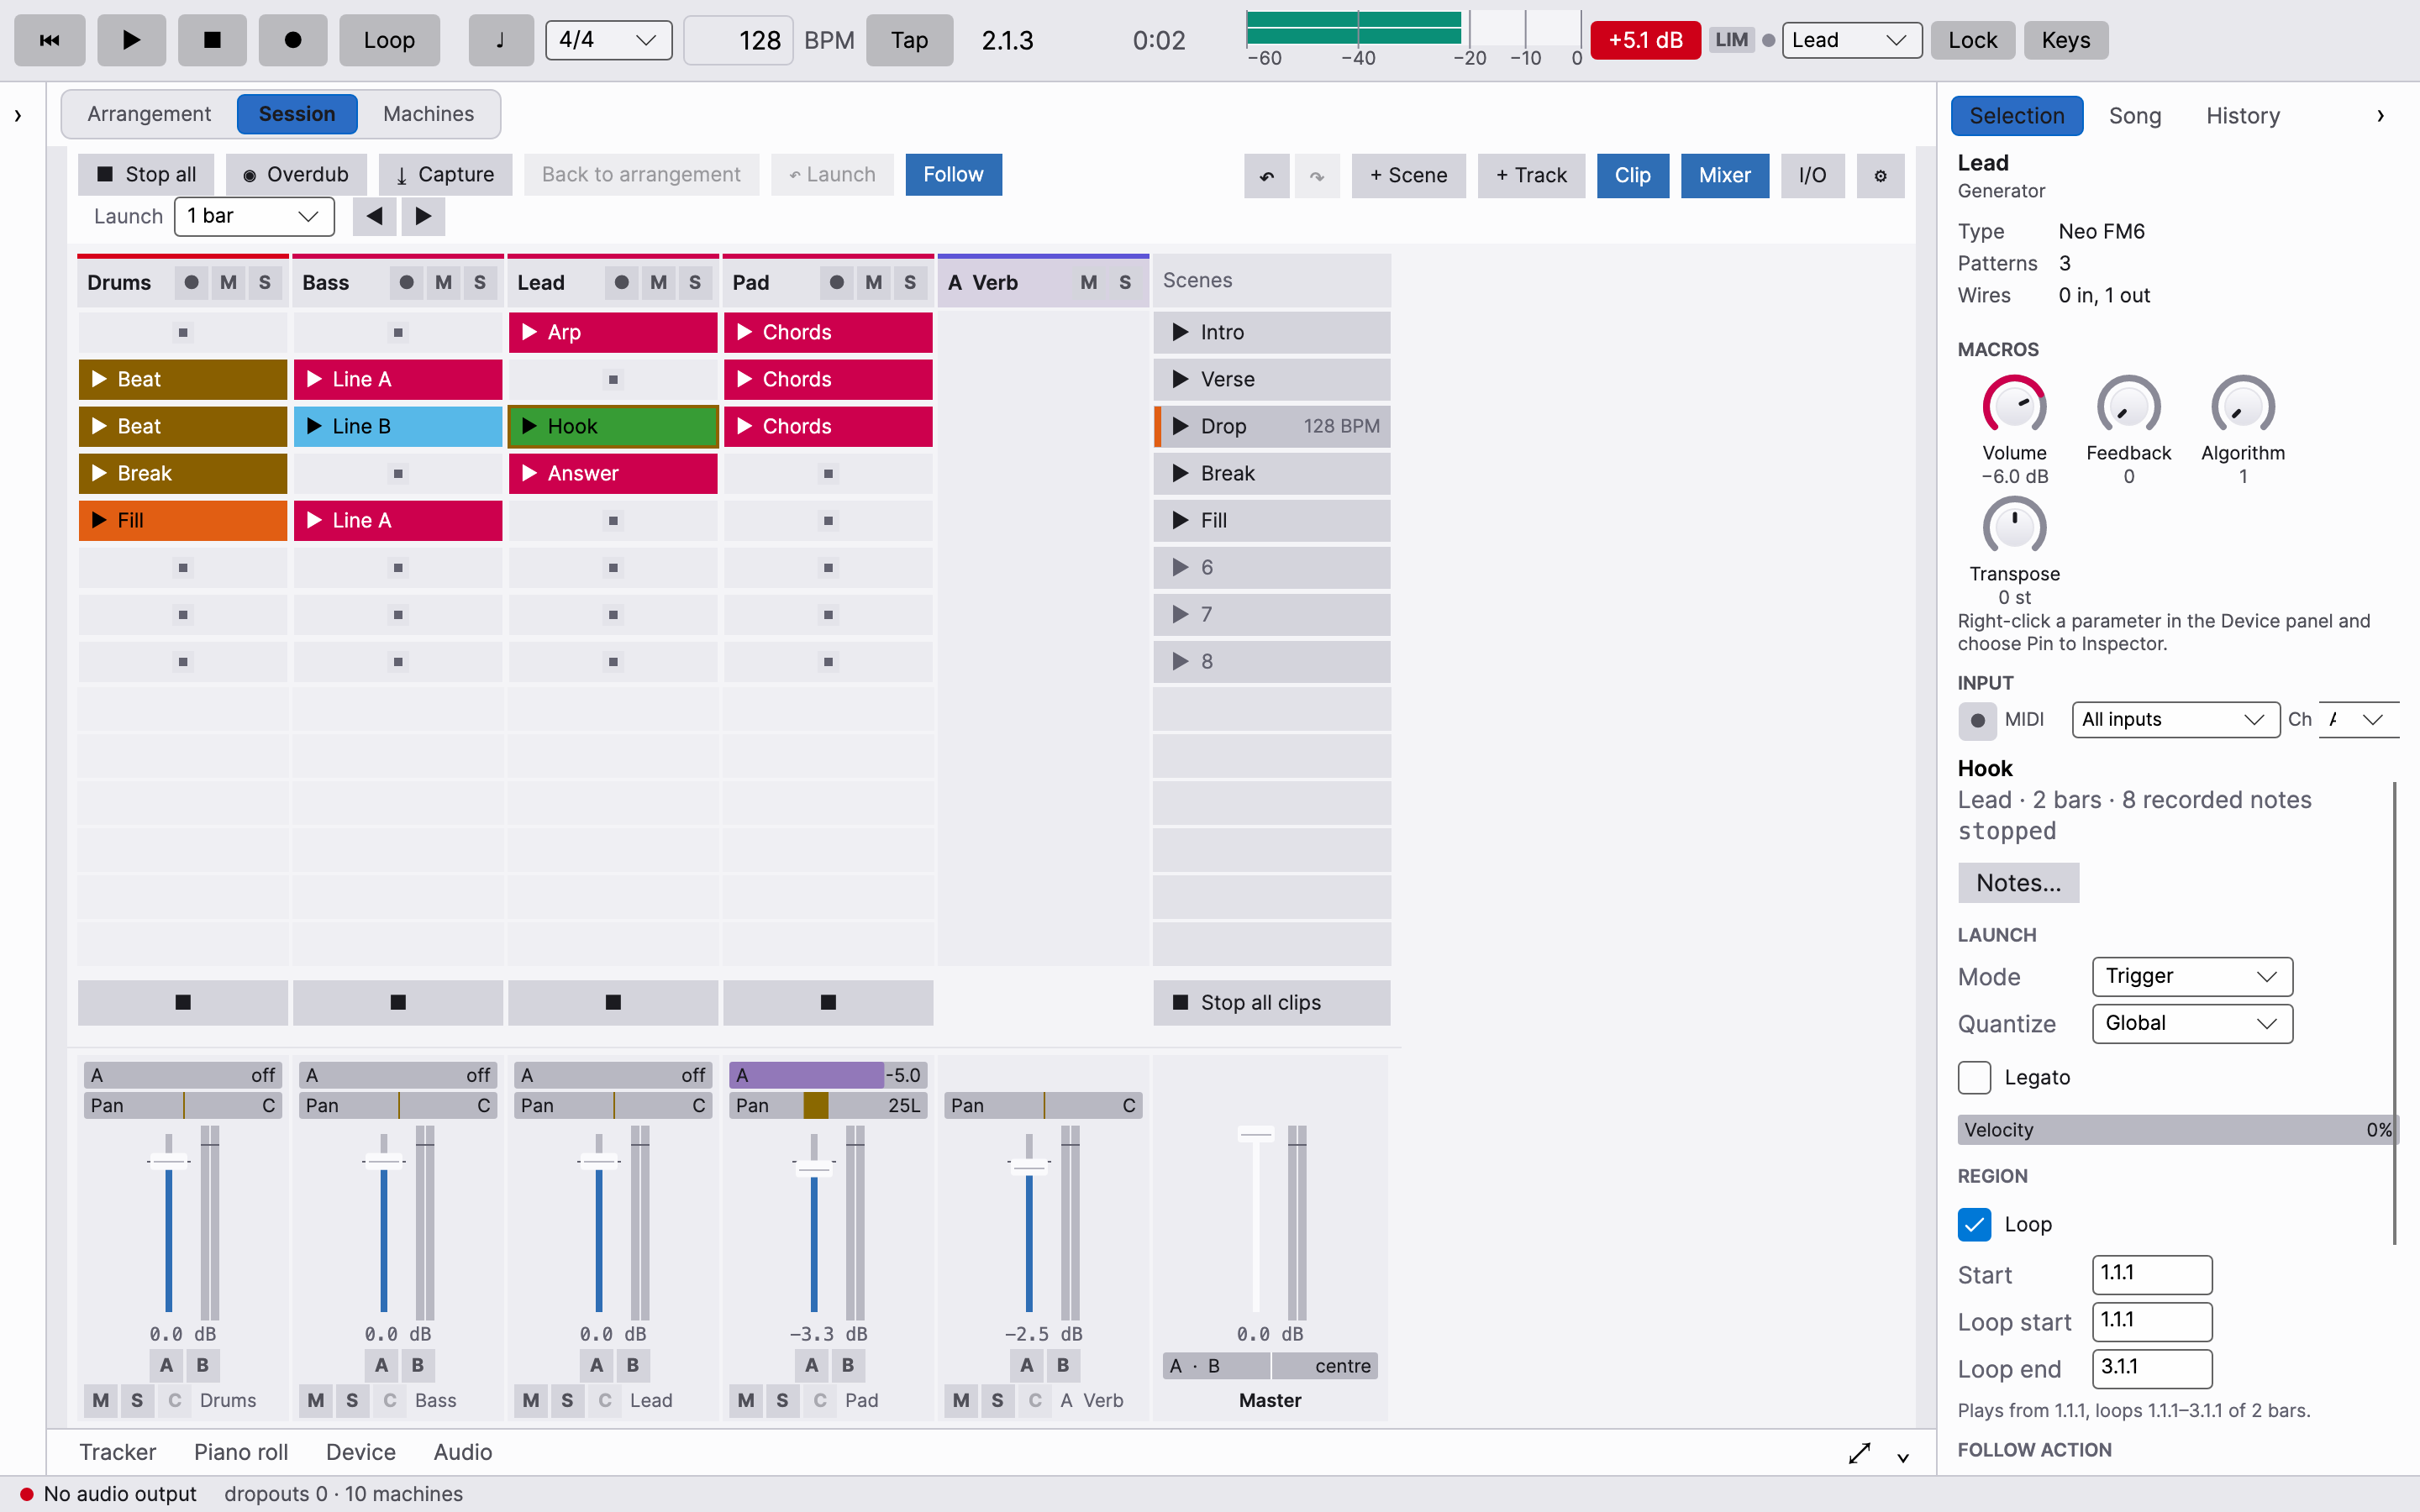 Loop
4/4
128 BPM
Tap
2.1.3
0:02
−60 −40 −20 −10 0
+5.1 dB
LIM
Lead
Lock
Keys
Arrangement Session Machines
Stop all
Overdub
Capture
Back to arrangement
Launch
Follow
+ Scene
+ Track
Clip
Mixer
I/O
Launch 1 bar
Drums M S
Bass M S
Lead M S
Pad M S
A Verb M S
Scenes
Arp Chords Intro
Beat Line A Chords Verse
Beat Line B Hook Chords Drop 128 BPM
Break Answer Break
Fill Line A Fill
6
7
8
Stop all clips
A off A off A off A -5.0
Pan C Pan C Pan C Pan 25L Pan C
0.0 dB 0.0 dB 0.0 dB −3.3 dB −2.5 dB 0.0 dB
A B A B A B A B A B A · B centre
M S C Drums M S C Bass M S C Lead M S C Pad M S C A Verb Master
Tracker Piano roll Device Audio
No audio output dropouts 0 · 10 machines
Selection Song History
Lead
Generator
Type Neo FM6
Patterns 3
Wires 0 in, 1 out
MACROS
Volume Feedback Algorithm
−6.0 dB 0 1
Transpose
0 st
Right-click a parameter in the Device panel and
choose Pin to Inspector.
INPUT
MIDI All inputs Ch
Hook
Lead · 2 bars · 8 recorded notes
stopped
Notes...
LAUNCH
Mode Trigger
Quantize Global
Legato
Velocity 0%
REGION
Loop
Start 1.1.1
Loop start 1.1.1
Loop end 3.1.1
Plays from 1.1.1, loops 1.1.1–3.1.1 of 2 bars.
FOLLOW ACTION